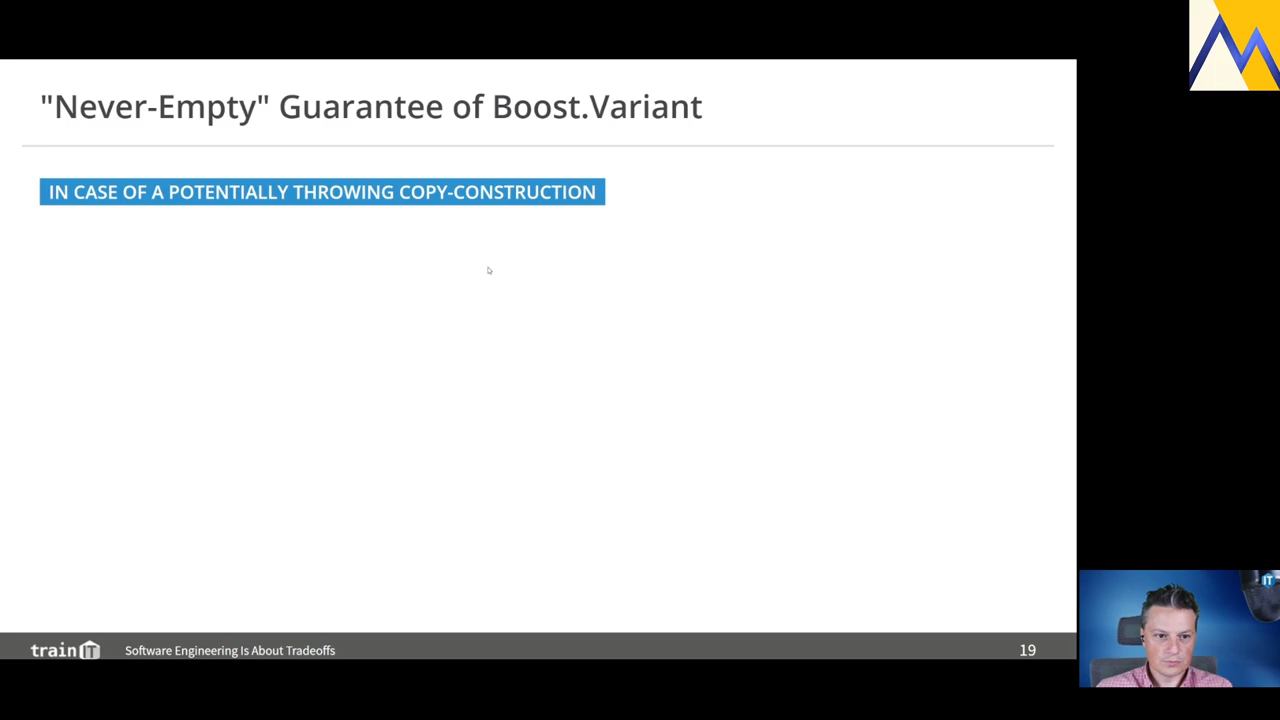 "Never-Empty" Guarantee of Boost.Variant
IN CASE OF A POTENTIALLY THROWING COPY-CONSTRUCTION
train IT
Software Engineering Is About Tradeoffs
19
IT